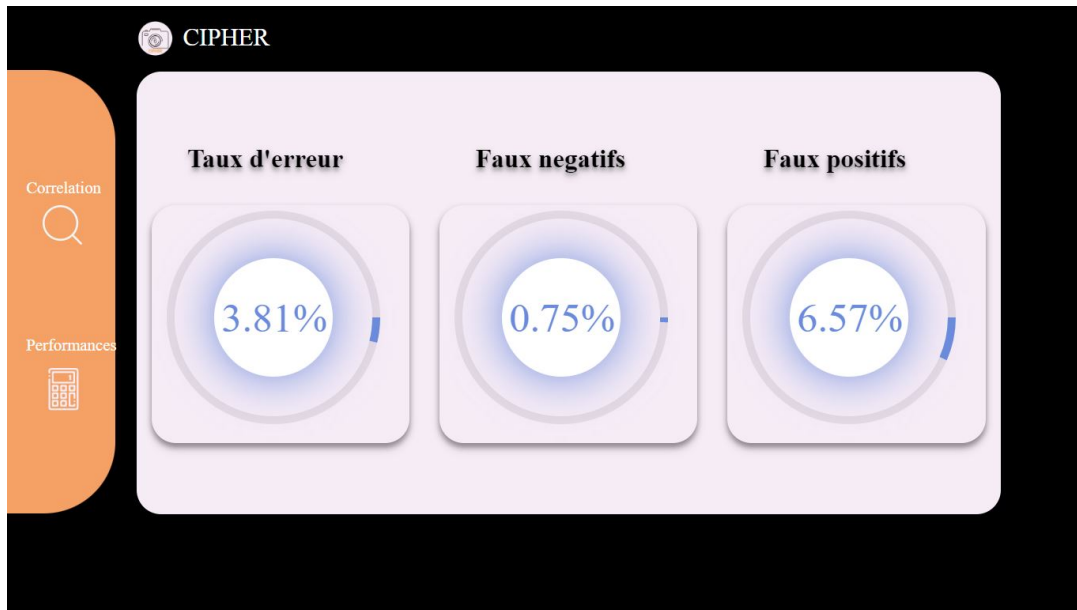 CIPHER
Correlation
Performances
Taux d'erreur
3.81%
Faux negatifs
0.75%
Faux positifs
6.57%